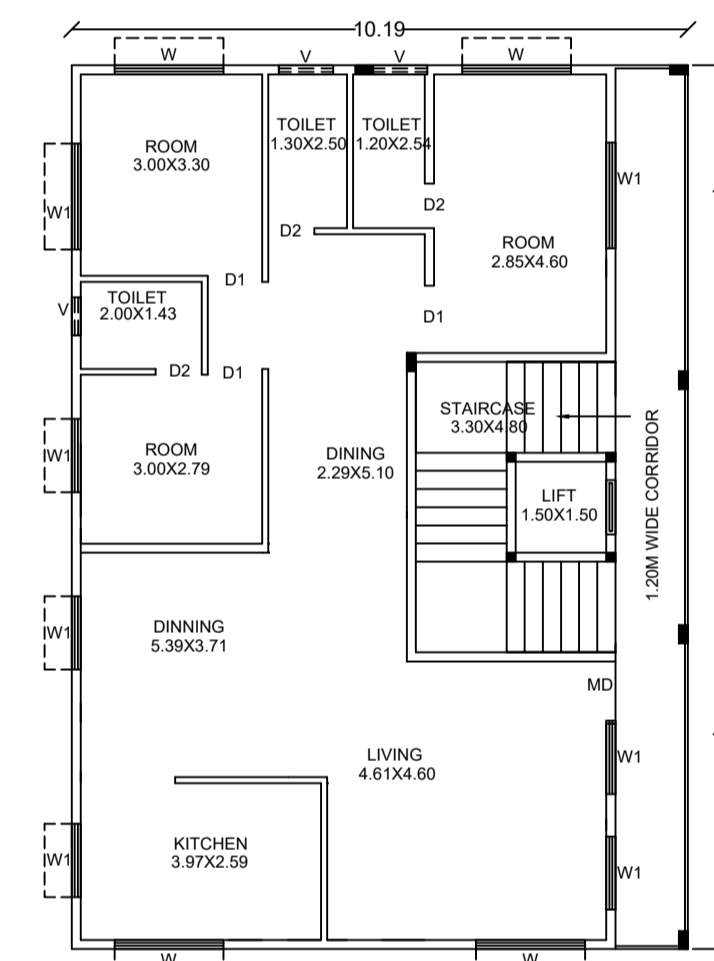 10.19
W
V
V
W
ROOM
3.00X3.30
TOILET
1.30X2.50
TOILET
1.20X2.54
W1
W1
D2
D2
ROOM
2.85X4.60
D1
TOILET
2.00X1.43
V
D1
D2
D1
STAIRCASE
3.30X4.80
W1
ROOM
3.00X2.79
DINING
2.29X5.10
LIFT
1.50X1.50
1.20M WIDE CORRIDOR
W1
DINNING
5.39X3.71
MD
LIVING
4.61X4.60
W1
KITCHEN
3.97X2.59
W1
W1
W
W